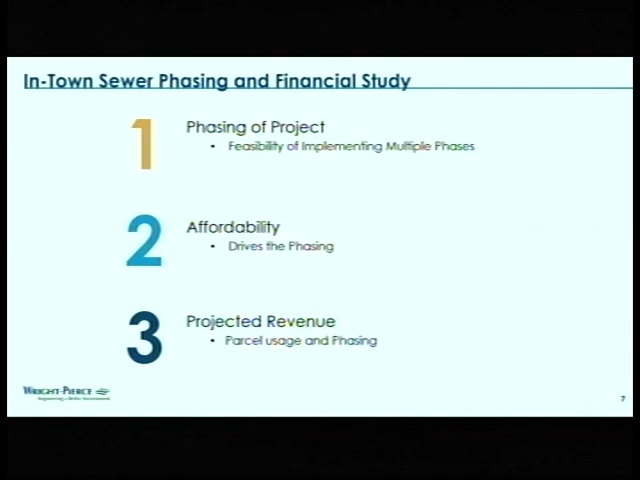 In-Town Sewer Phasing and Financial Study
1
Phasing of Project
• Feasibility of Implementing Multiple Phases
2
Affordability
• Drives the Phasing
3
Projected Revenue
• Parcel usage and Phasing
WRIGHT-PIERCE
Engineering a Better Environment
7